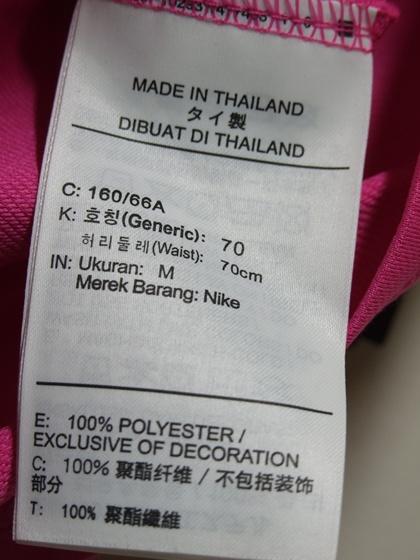 MADE IN THAILAND
タイ製
DIBUAT DI THAILAND
C: 160/66A
K: 호칭(Generic): 70
허리둘레(Waist): 70cm
IN: Ukuran: M
Merek Barang: Nike
E: 100% POLYESTER /
EXCLUSIVE OF DECORATION
C: 100% 聚酯纤维 / 不包括装饰
部分
T: 100% 聚酯纖維